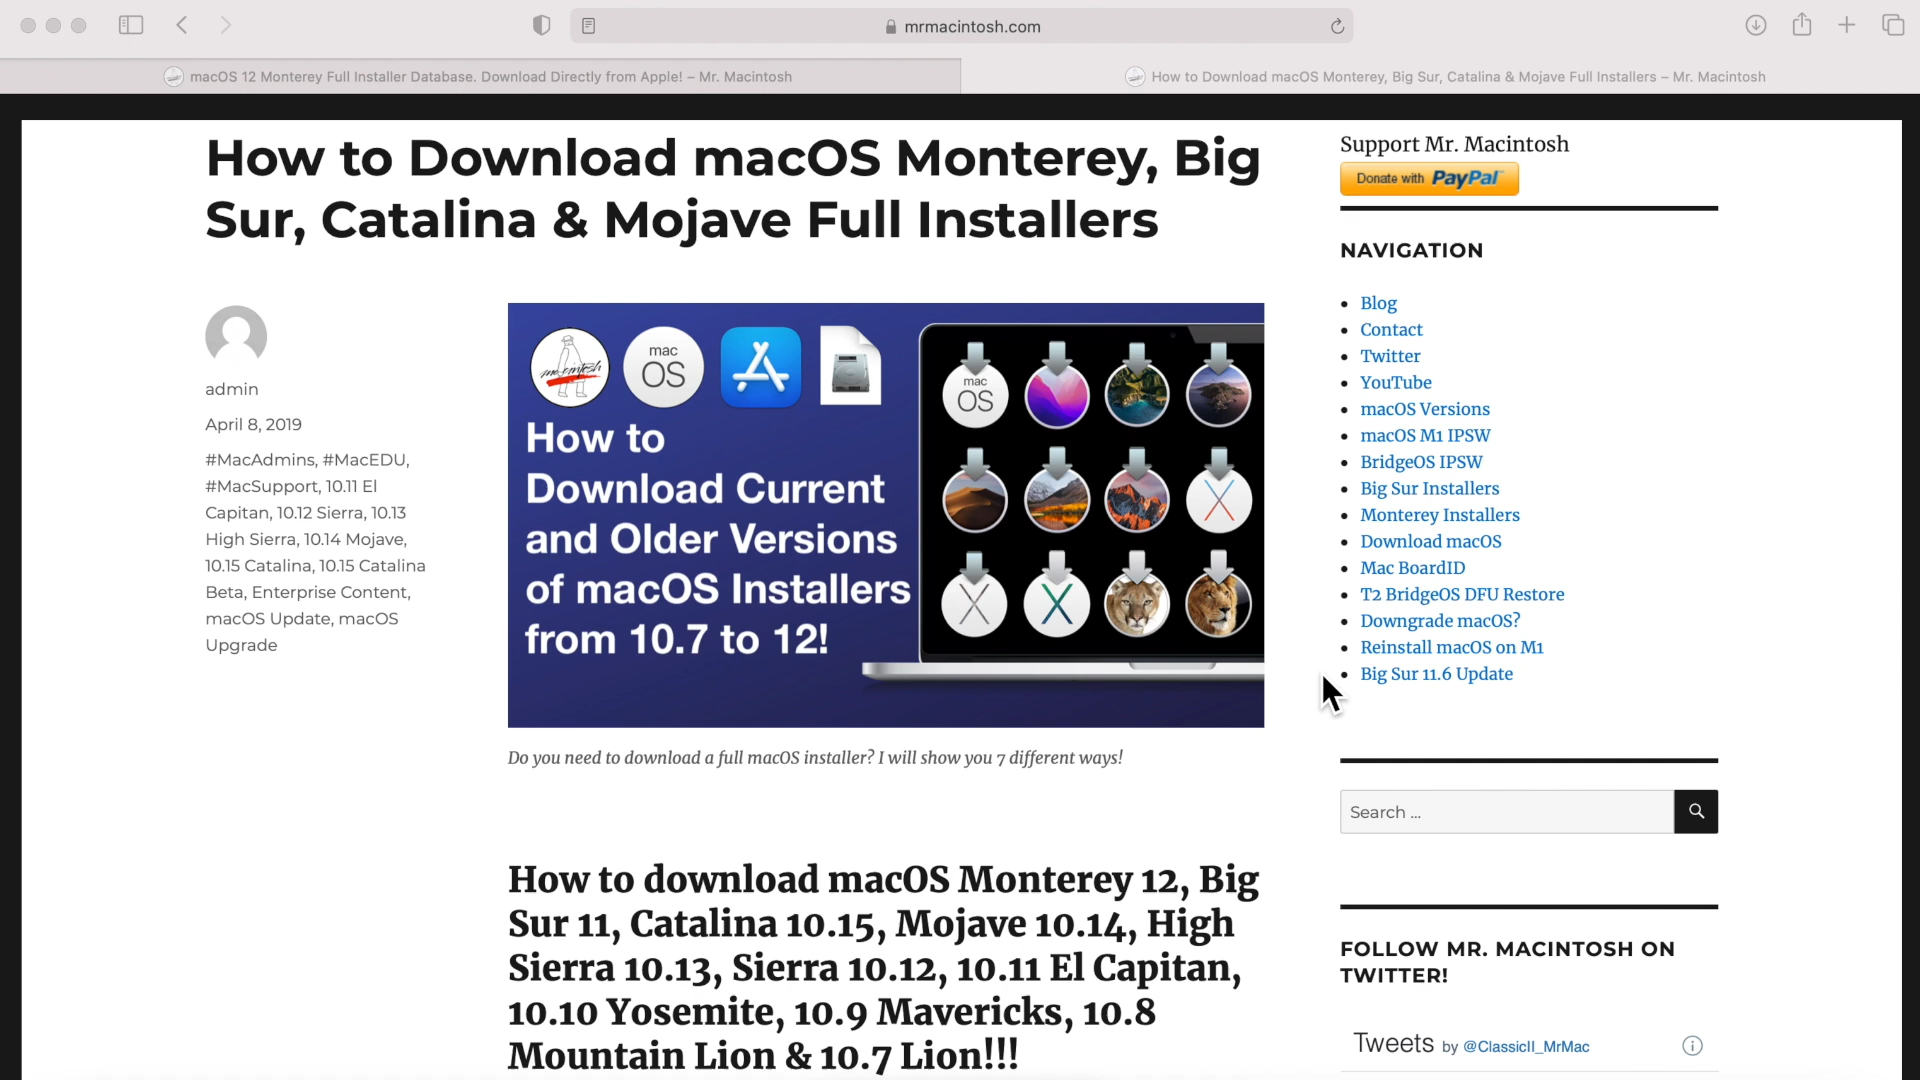 mrmacintosh.com
macOS 12 Monterey Full Installer Database. Download Directly from Apple! – Mr. Macintosh
How to Download macOS Monterey, Big Sur, Catalina & Mojave Full Installers – Mr. Macintosh
How to Download macOS Monterey, Big
Sur, Catalina & Mojave Full Installers
admin
April 8, 2019
#MacAdmins, #MacEDU,
#MacSupport, 10.11 El
Capitan, 10.12 Sierra, 10.13
High Sierra, 10.14 Mojave,
10.15 Catalina, 10.15 Catalina
Beta, Enterprise Content,
macOS Update, macOS
Upgrade
macintosh
mac
OS
How to
Download Current
and Older Versions
of macOS Installers
from 10.7 to 12!
mac
OS
Do you need to download a full macOS installer? I will show you 7 different ways!
How to download macOS Monterey 12, Big
Sur 11, Catalina 10.15, Mojave 10.14, High
Sierra 10.13, Sierra 10.12, 10.11 El Capitan,
10.10 Yosemite, 10.9 Mavericks, 10.8
Mountain Lion & 10.7 Lion!!!
Support Mr. Macintosh
Donate with PayPal
NAVIGATION
Blog
Contact
Twitter
YouTube
macOS Versions
macOS M1 IPSW
BridgeOS IPSW
Big Sur Installers
Monterey Installers
Download macOS
Mac BoardID
T2 BridgeOS DFU Restore
Downgrade macOS?
Reinstall macOS on M1
Big Sur 11.6 Update
Search …
FOLLOW MR. MACINTOSH ON
TWITTER!
Tweets by @ClassicII_MrMac